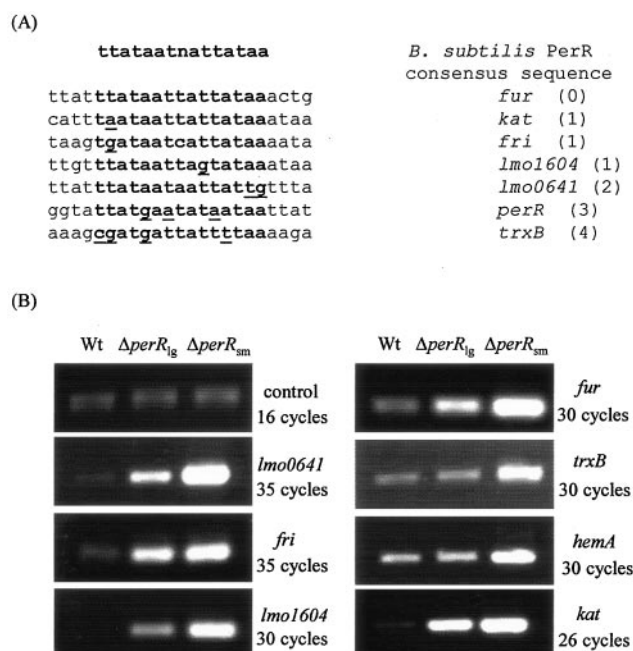 (A)
ttataatnattataa B. subtilis PerR
consensus sequence
ttatttataattattataaactg fur (0)
catttaataattattataaataa kat (1)
taagtgataatcattataaataa fri (1)
ttgtttataattagtataaataa lmo1604 (1)
ttatttataataattattgttta lmo0641 (2)
ggtattatgaatataataattat perR (3)
aaagcgatgattattttaaaaga trxB (4)
(B)
Wt ΔperRlg ΔperRsm
control
16 cycles
lmo0641
35 cycles
fri
35 cycles
lmo1604
30 cycles
Wt ΔperRlg ΔperRsm
fur
30 cycles
trxB
30 cycles
hemA
30 cycles
kat
26 cycles